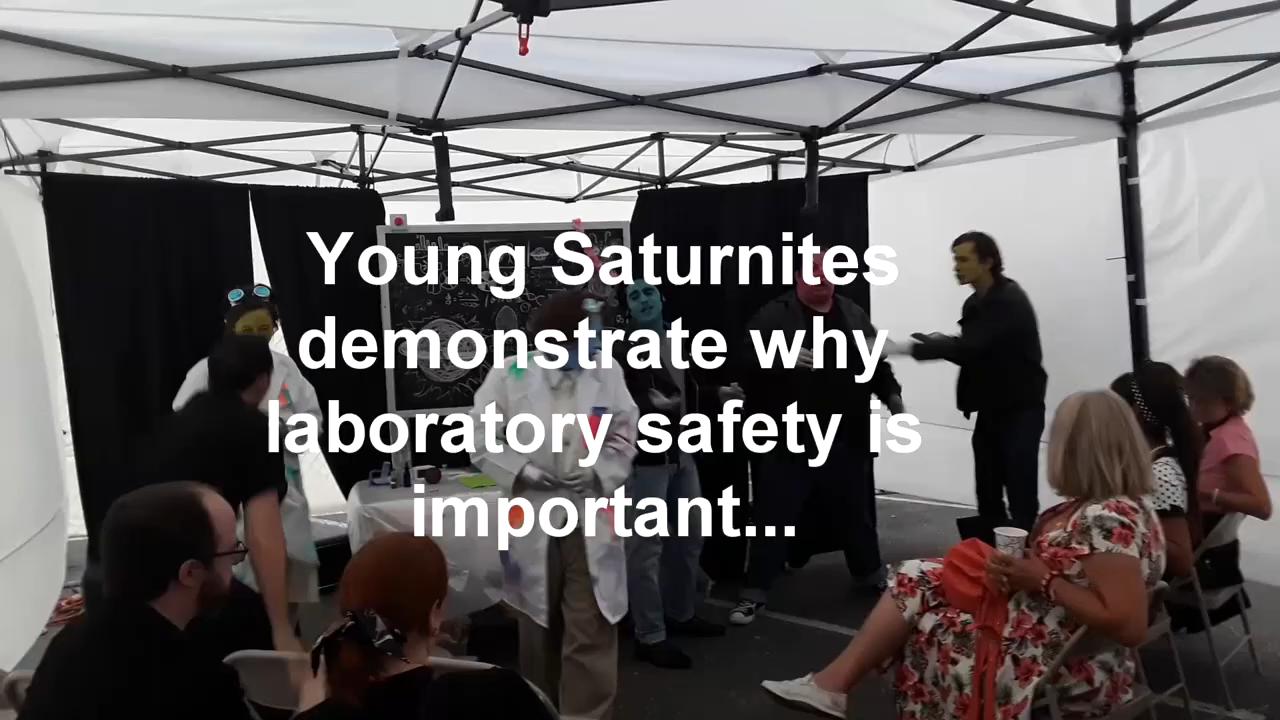 Young Saturnites
demonstrate why
laboratory safety is
important...